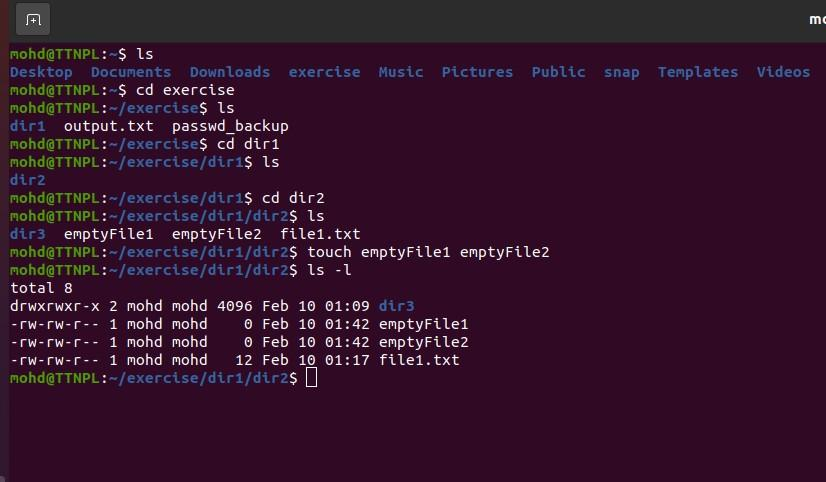 mo
mohd@TTNPL:~$ ls
Desktop  Documents  Downloads  exercise  Music  Pictures  Public  snap  Templates  Videos
mohd@TTNPL:~$ cd exercise
mohd@TTNPL:~/exercise$ ls
dir1  output.txt  passwd_backup
mohd@TTNPL:~/exercise$ cd dir1
mohd@TTNPL:~/exercise/dir1$ ls
dir2
mohd@TTNPL:~/exercise/dir1$ cd dir2
mohd@TTNPL:~/exercise/dir1/dir2$ ls
dir3  emptyFile1  emptyFile2  file1.txt
mohd@TTNPL:~/exercise/dir1/dir2$ touch emptyFile1 emptyFile2
mohd@TTNPL:~/exercise/dir1/dir2$ ls -l
total 8
drwxrwxr-x 2 mohd mohd 4096 Feb 10 01:09 dir3
-rw-rw-r-- 1 mohd mohd    0 Feb 10 01:42 emptyFile1
-rw-rw-r-- 1 mohd mohd    0 Feb 10 01:42 emptyFile2
-rw-rw-r-- 1 mohd mohd   12 Feb 10 01:17 file1.txt
mohd@TTNPL:~/exercise/dir1/dir2$